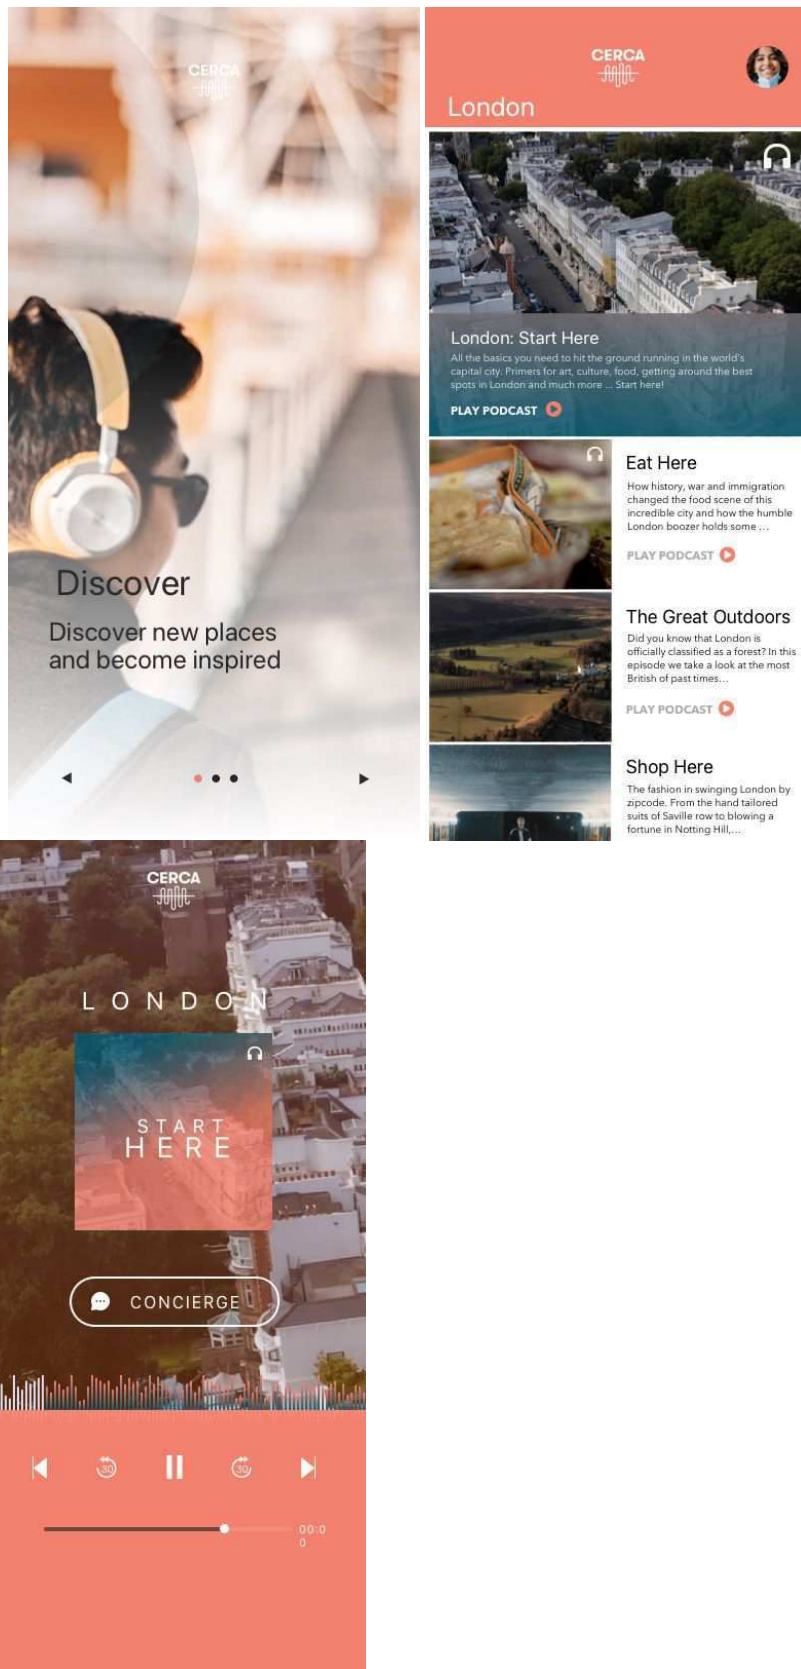 CERCA
Discover
Discover new places
and become inspired
CERCA
London
London: Start Here
All the basics you need to hit the ground running in the world's
capital city. Primers for art, culture, food, getting around the best
spots in London and much more ... Start here!
PLAY PODCAST
Eat Here
How history, war and immigration
changed the food scene of this
incredible city and how the humble
London boozer holds some ...
PLAY PODCAST
The Great Outdoors
Did you know that London is
officially classified as a forest? In this
episode we take a look at the most
British of past times...
PLAY PODCAST
Shop Here
The fashion in swinging London by
zipcode. From the hand tailored
suits of Saville row to blowing a
fortune in Notting Hill,...
CERCA
LONDON
START
HERE
CONCIERGE
30
30
00:0
0